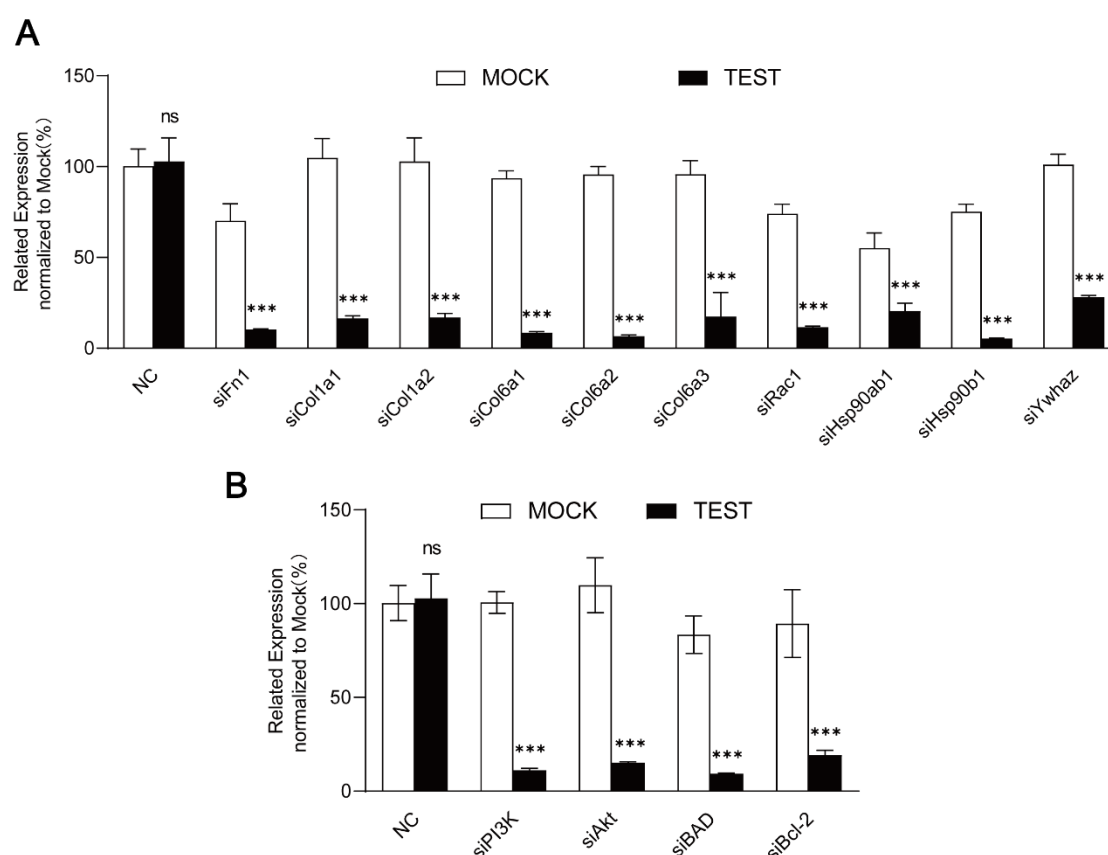 A
Related Expression
normalized to Mock(%)
150
100
50
0
MOCK
TEST
ns
***
***
***
***
***
***
***
***
***
***
NC
siFn1
siCol1a1
siCol1a2
siCol6a1
siCol6a2
siCol6a3
siRac1
siHsp90ab1
siHsp90b1
siYwhaz
B
Related Expression
normalized to Mock(%)
150
100
50
0
MOCK
TEST
ns
***
***
***
***
NC
siPI3K
siAkt
siBAD
siBcl-2